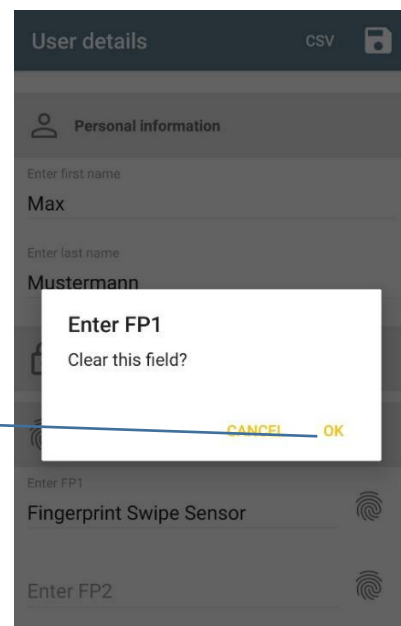 User details CSV
Personal information
Enter first name
Max
Enter last name
Mustermann
Enter FP1
Clear this field?
CANCEL OK
Enter FP1
Fingerprint Swipe Sensor
Enter FP2